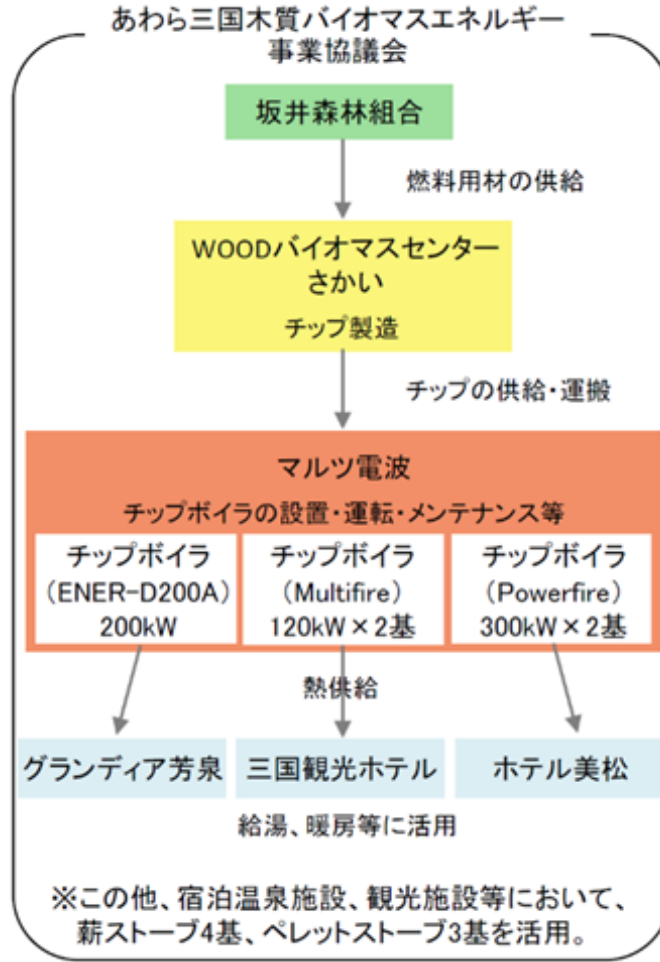 あわら三国木質バイオマスエネルギー
事業協議会
坂井森林組合
燃料用材の供給
WOODバイオマスセンター
さかい
チップ製造
チップの供給・運搬
マルツ電波
チップボイラの設置・運転・メンテナンス等
チップボイラ
（ENER-D200A）
200kW
チップボイラ
（Multifire）
120kW×2基
チップボイラ
（Powerfire）
300kW×2基
熱供給
グランディア芳泉
三国観光ホテル
ホテル美松
給湯、暖房等に活用
※この他、宿泊温泉施設、観光施設等において、
薪ストーブ4基、ペレットストーブ3基を活用。